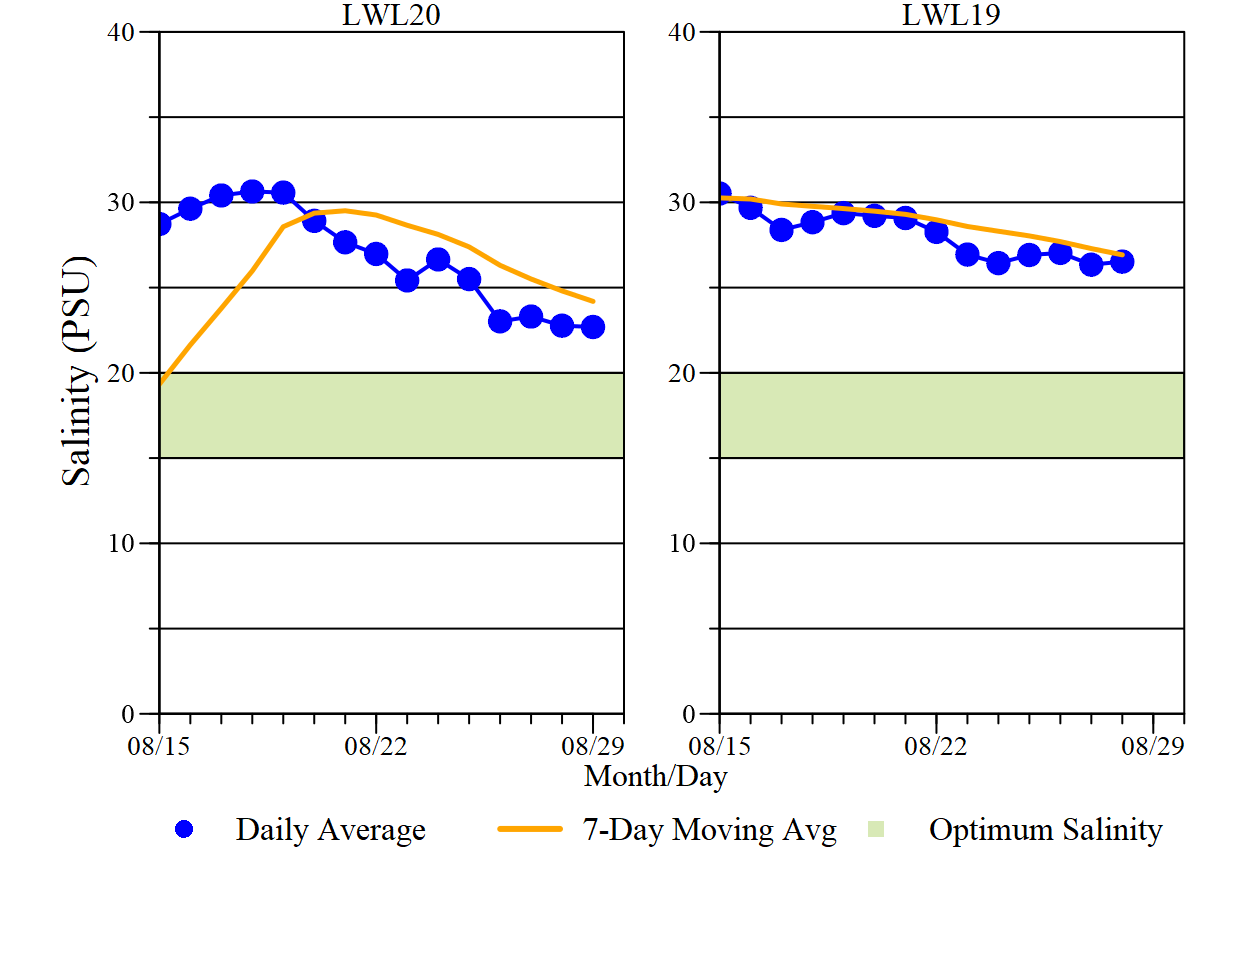 LWL20
LWL19
40
30
20
10
0
40
30
20
10
0
Salinity (PSU)
08/15
08/22
08/29
08/15
08/22
08/29
Month/Day
Daily Average
7-Day Moving Avg
Optimum Salinity